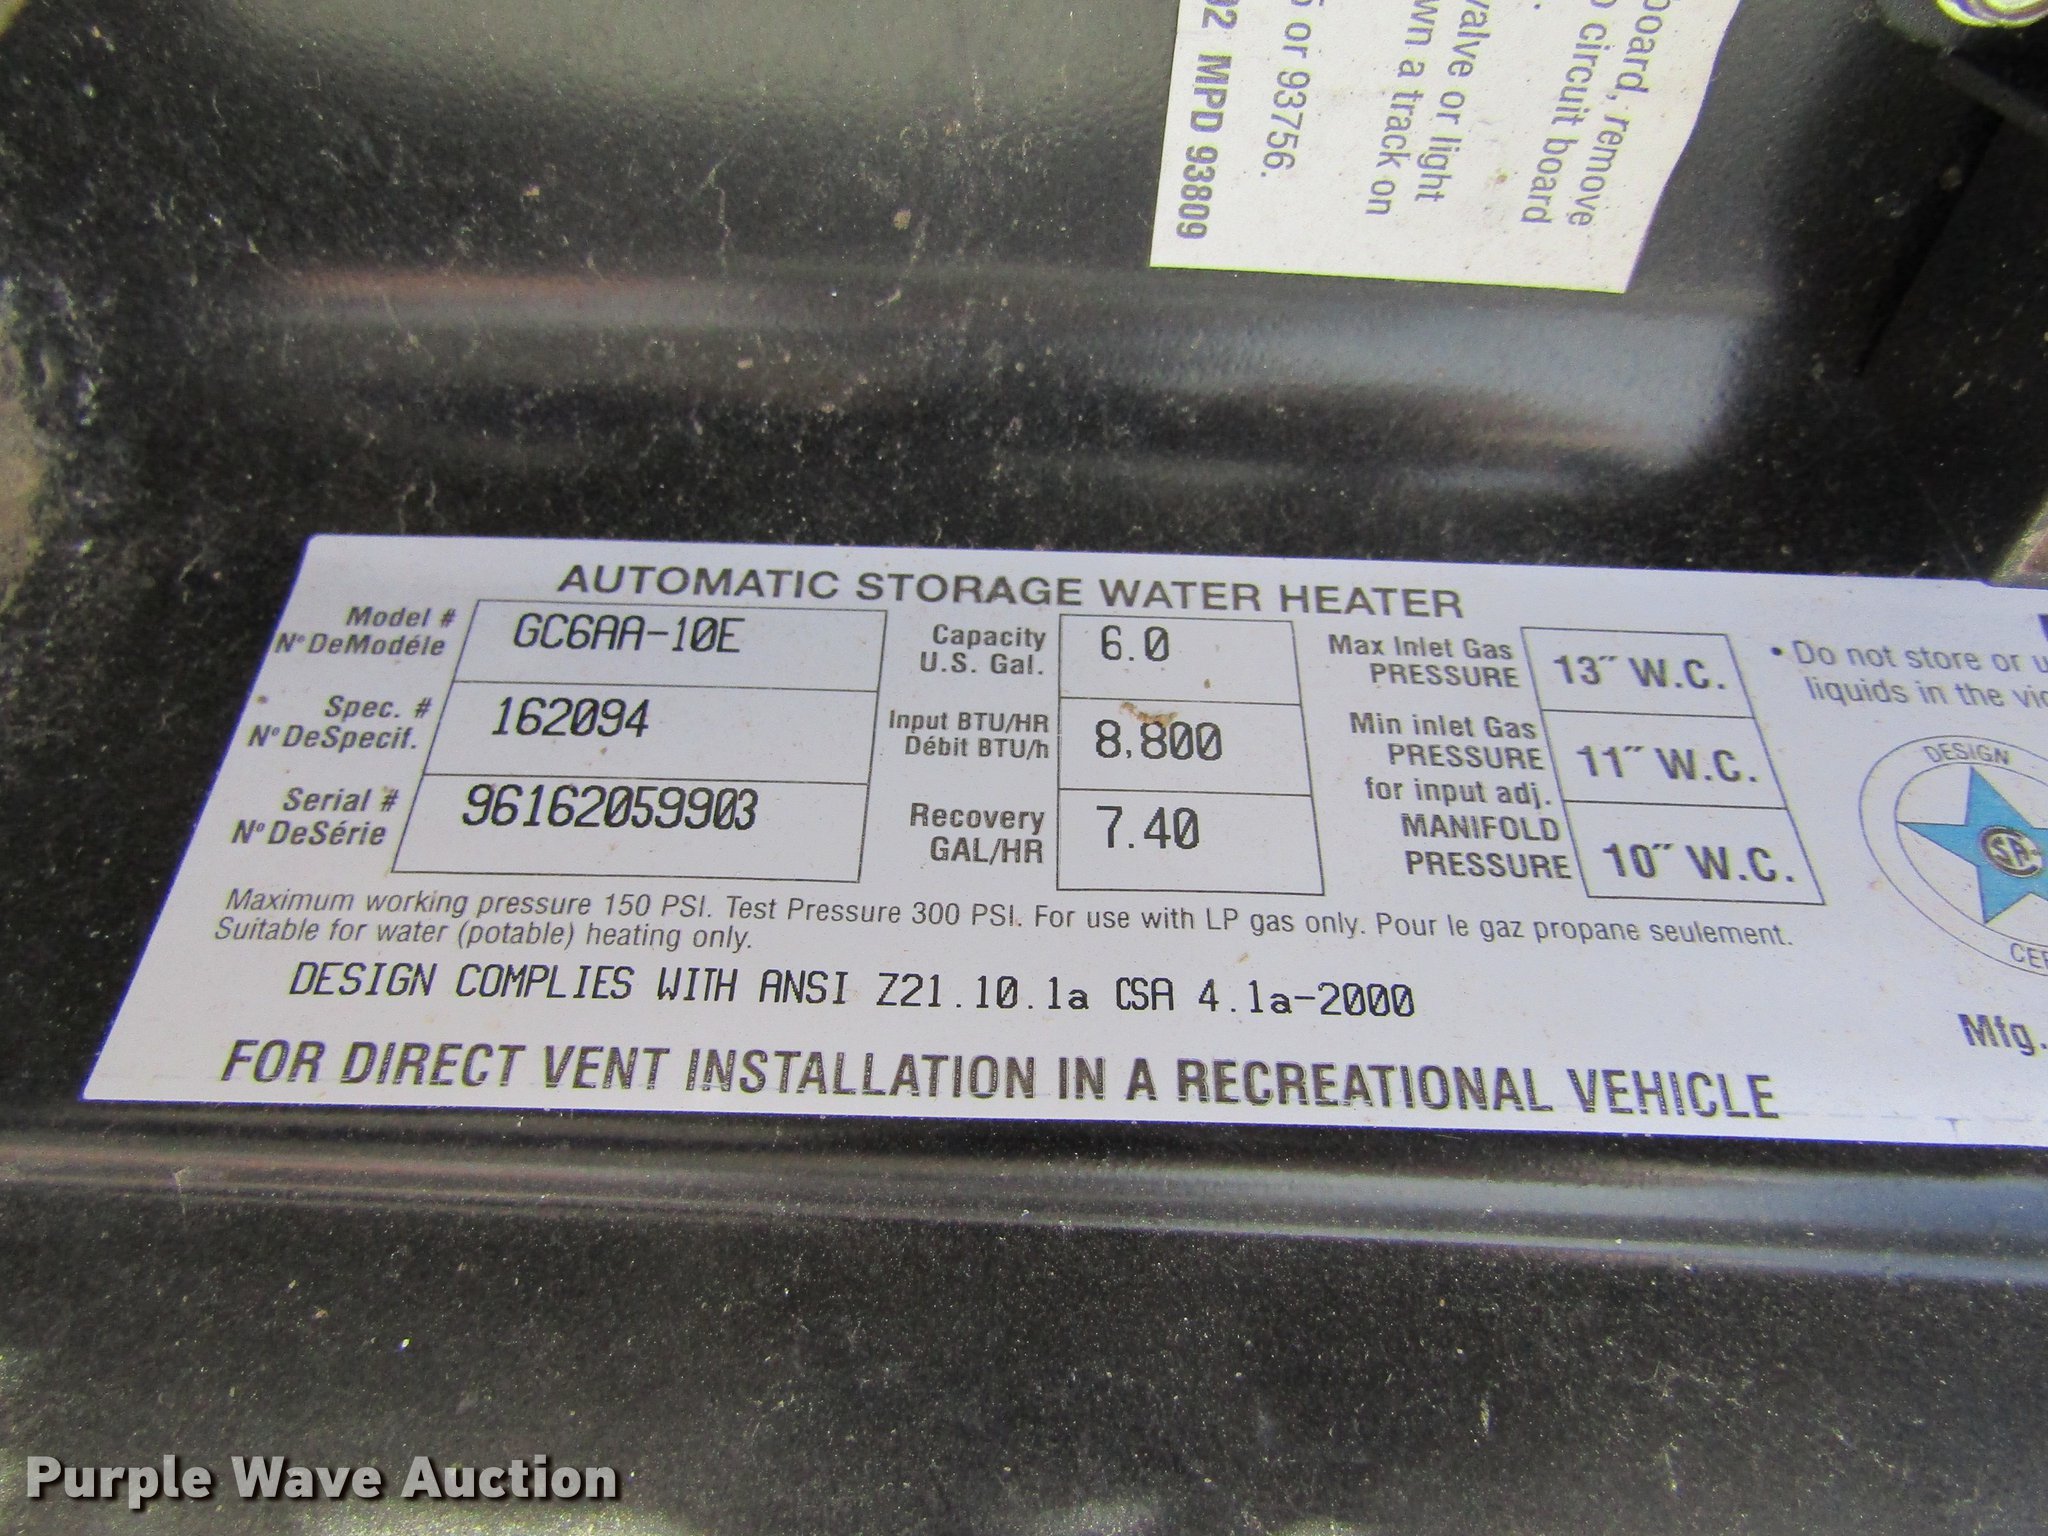 board, remove
circuit board
valve or light
wn a track on
or 93756.
02 MPD 93809
AUTOMATIC STORAGE WATER HEATER
Model # GC6AA-10E
N° DeModéle
Spec. # 162094
N° DeSpecif.
Serial # 96162059903
N° DeSérie
Capacity 6.0
U.S. Gal.
Input BTU/HR 8,800
Débit BTU/h
Recovery 7.40
GAL/HR
Max Inlet Gas 13" W.C.
PRESSURE
Min inlet Gas 11" W.C.
PRESSURE
for input adj.
MANIFOLD 10" W.C.
PRESSURE
• Do not store or
liquids in the
DESIGN
CSA
Maximum working pressure 150 PSI. Test Pressure 300 PSI. For use with LP gas only. Pour le gaz propane seulement.
Suitable for water (potable) heating only.
DESIGN COMPLIES WITH ANSI Z21.10.1a CSA 4.1a-2000
Mfg.
FOR DIRECT VENT INSTALLATION IN A RECREATIONAL VEHICLE
Purple Wave Auction